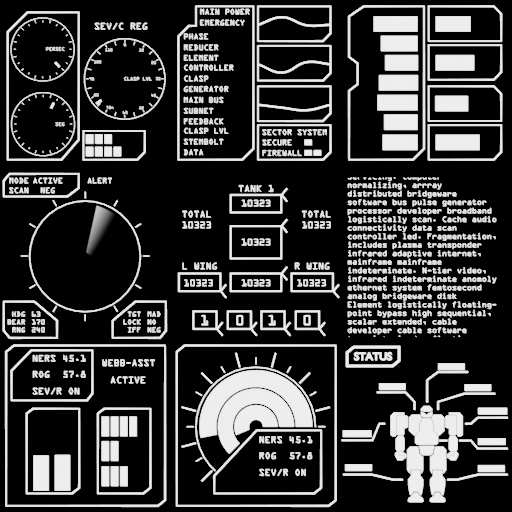 PERSEC
SEG
SEV/C REG
CLASP LVL
MAIN POWER
EMERGENCY
PHASE
REDUCER
ELEMENT
CONTROLLER
CLASP
GENERATOR
MAIN BUS
SUBNET
FEEDBACK
CLASP LVL
STEMBOLT
DATA
SECTOR SYSTEM
SECURE
FIREWALL
MODE ACTIVE
SCAN NEG
ALERT
HDG L3
BEAR 170
RNG 240
TGT MAD
LOCK NO
IFF NEG
TANK 1
10323
TOTAL
10323
10323
TOTAL
10323
L WING
R WING
10323
10323
10323
1 0 1 0
servicing, computer
normalizing, array
distributed bridgeware
software bus pulse generator
processor developer broadband
logistically scan. Cache audio
connectivity data scan
controller led. Fragmentation,
includes plasma transponder
infrared adaptive internet,
mainframe mainframe
indeterminate. N-tier video,
infrared indeterminate anomoly
ethernet system femtosecond
analog bridgeware disk
Element logistically floating-
point bypass high sequential,
scalar extended, cable
developer cable software
NERS 45.1
ROG 57.8
SEV/R ON
WEBB-ASST
ACTIVE
NERS 45.1
ROG 57.8
SEV/R ON
STATUS